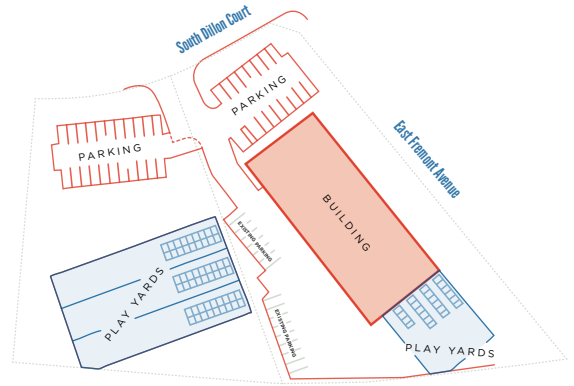 South Dillon Court
PARKING
East Fremont Avenue
PARKING
BUILDING
EXISTING PARKING
PLAY YARDS
EXISTING PARKING
PLAY YARDS